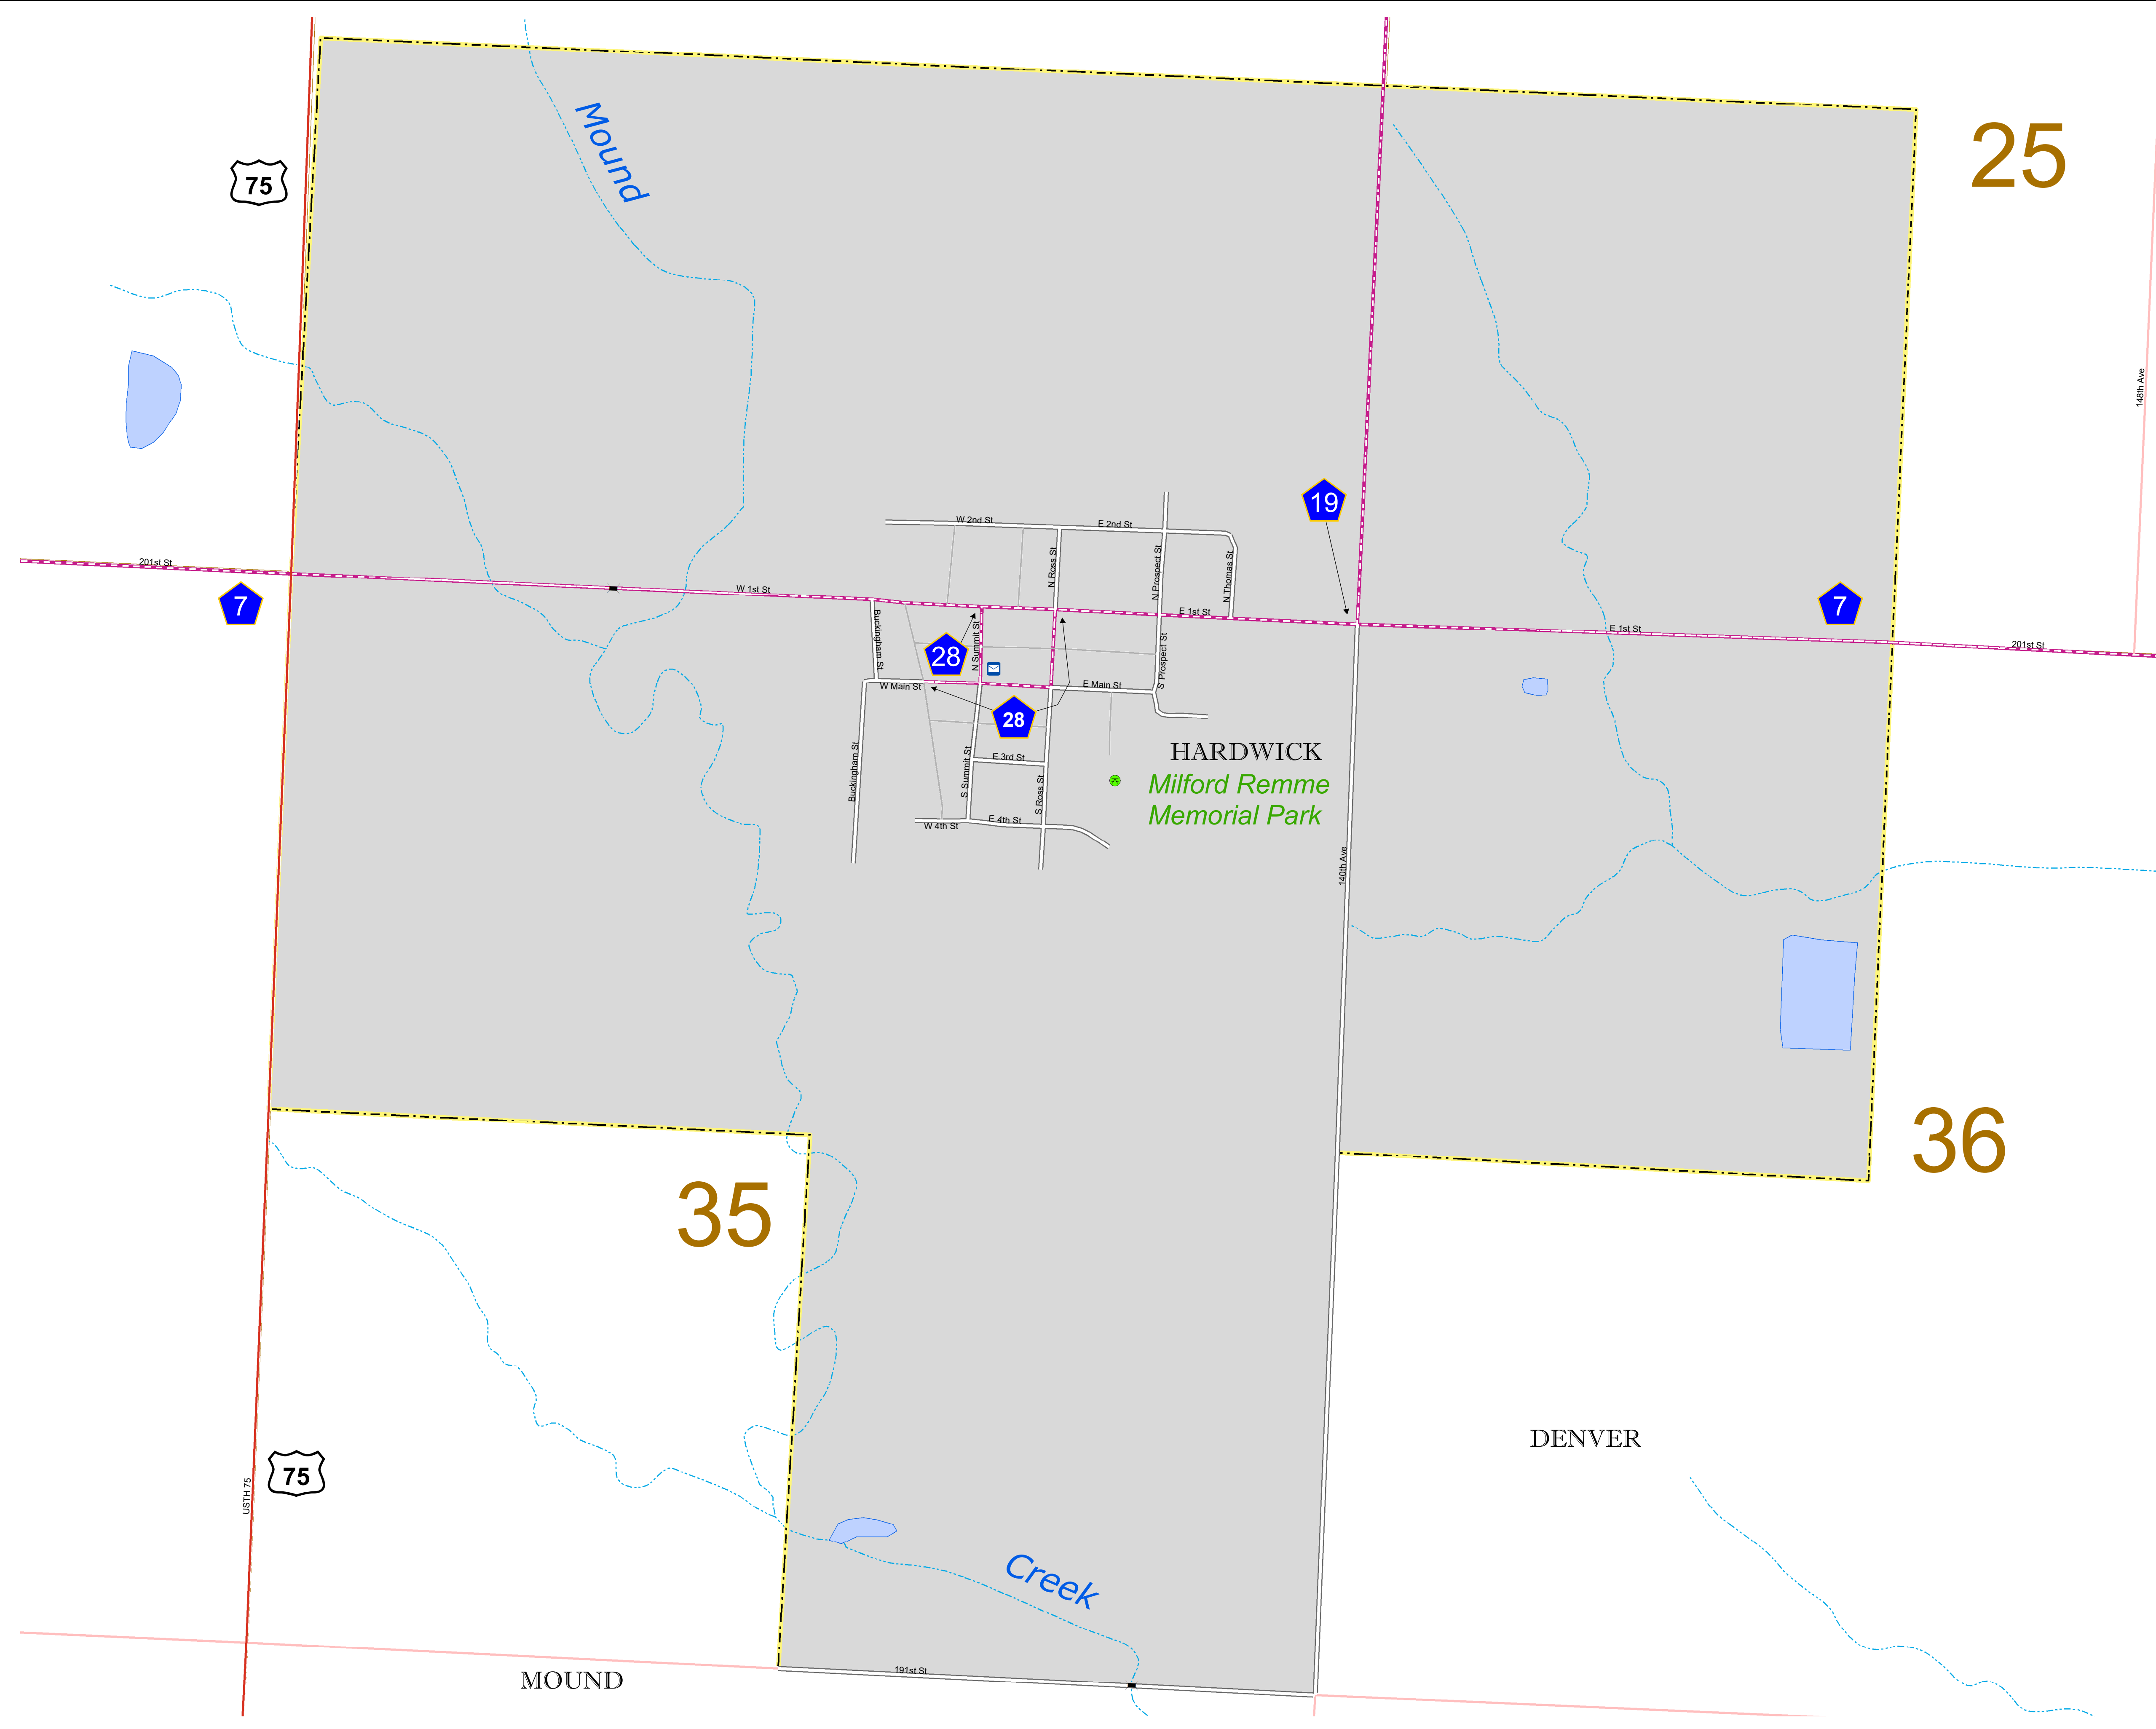 Mound
25
75
148th Ave
19
W 2nd St
E 2nd St
N Ross St
N Prospect St
N Thomas St
201st St
7
W 1st St
E 1st St
E 1st St
7
201st St
Buckingham St
28
N Summit St
S Prospect St
W Main St
E Main St
28
HARDWICK
Milford Remme
Memorial Park
Buckingham St
S Summit St
E 3rd St
S Ross St
W 4th St
E 4th St
140th Ave
36
35
DENVER
75
USTH 75
Creek
191st St
MOUND